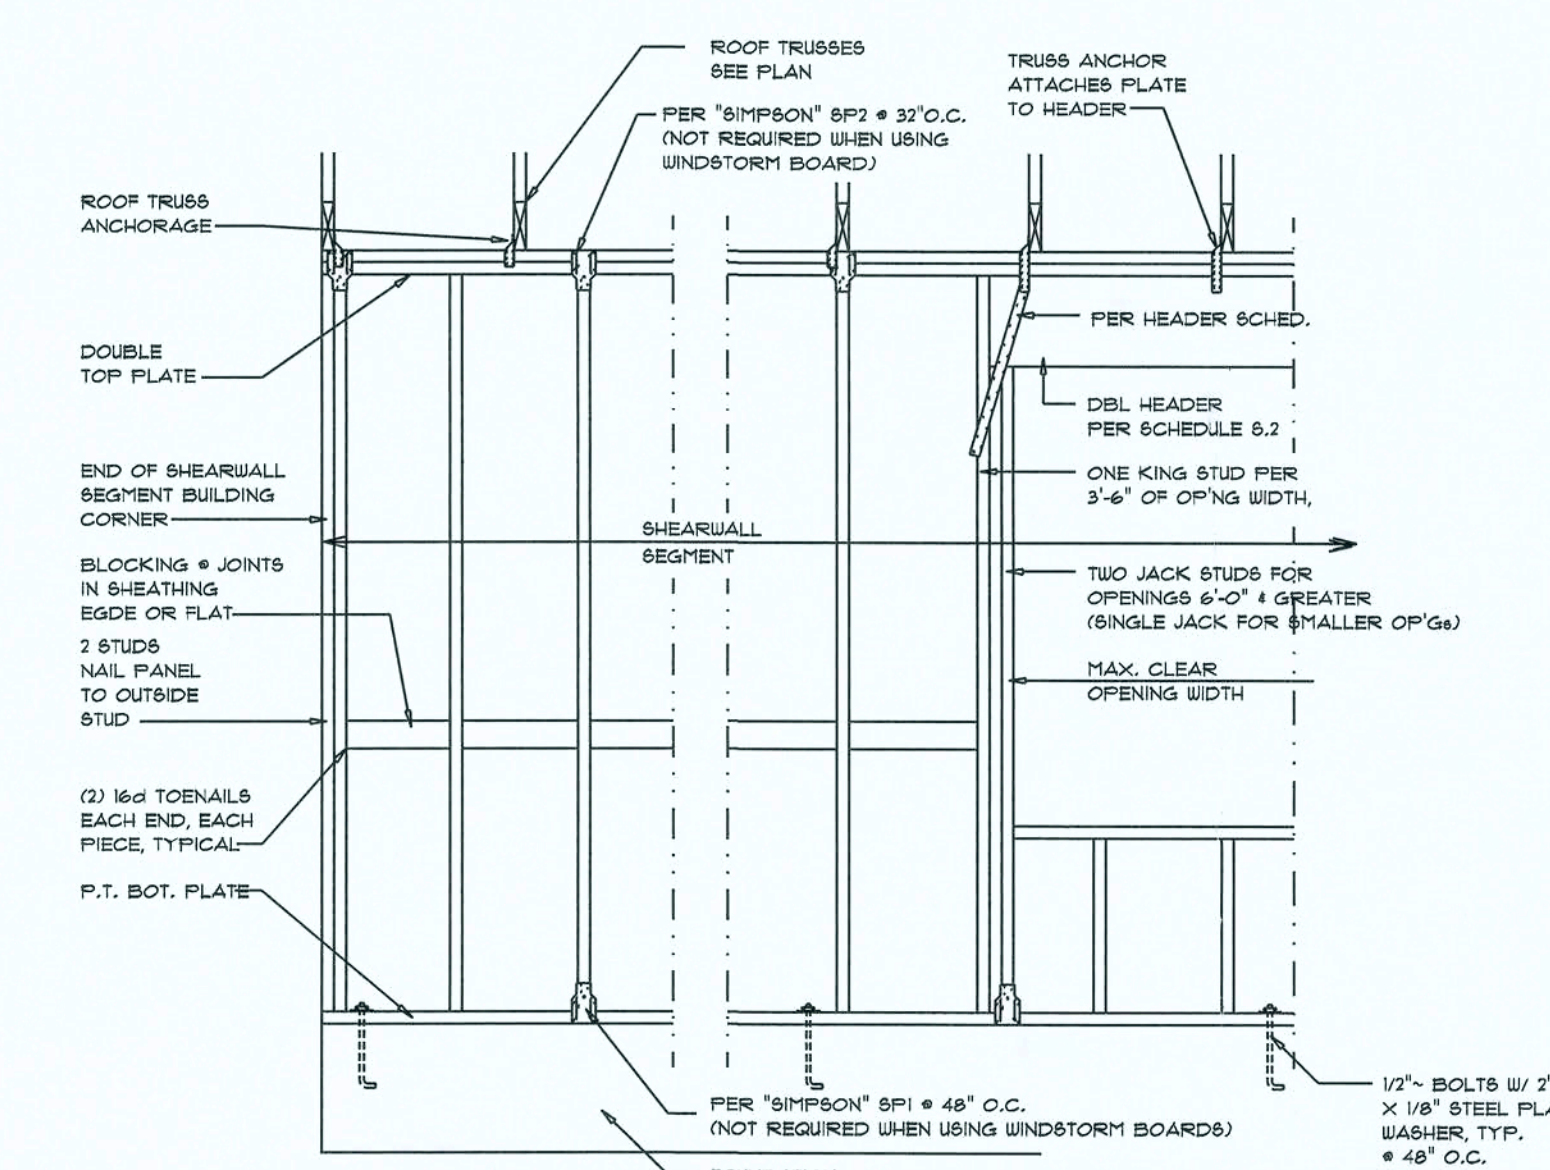 ROOF TRUSSES
SEE PLAN
PER "SIMPSON" SP2 @ 32"O.C.
(NOT REQUIRED WHEN USING
WINDSTORM BOARD)
TRUSS ANCHOR
ATTACHES PLATE
TO HEADER
ROOF TRUSS
ANCHORAGE
DOUBLE
TOP PLATE
PER HEADER SCHED.
DBL HEADER
PER SCHEDULE S.2
END OF SHEARWALL
SEGMENT BUILDING
CORNER
ONE KING STUD PER
3'-6" OF OP'NG WIDTH,
SHEARWALL
SEGMENT
BLOCKING @ JOINTS
IN SHEATHING
EGDE OR FLAT
TWO JACK STUDS FOR
OPENINGS 6'-0" & GREATER
(SINGLE JACK FOR SMALLER OP'Gs)
2 STUDS
NAIL PANEL
TO OUTSIDE
STUD
MAX. CLEAR
OPENING WIDTH
(2) 16d TOENAILS
EACH END, EACH
PIECE, TYPICAL
P.T. BOT. PLATE
PER "SIMPSON" SP1 @ 48" O.C.
(NOT REQUIRED WHEN USING WINDSTORM BOARDS)
1/2"~ BOLTS W/ 2"
X 1/8" STEEL PLA
WASHER, TYP.
@ 48" O.C.